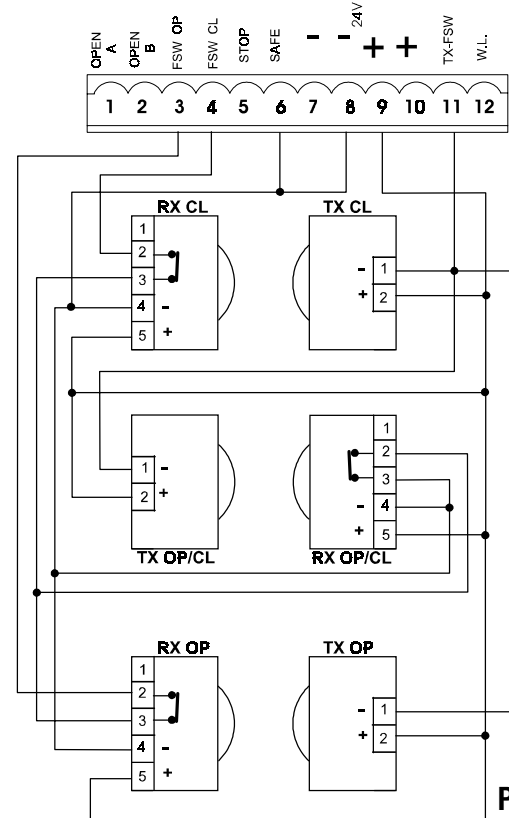 OPEN A
OPEN B
FSW OP
FSW CL
STOP
SAFE
-
- 24V
+
+
TX-FSW
W.L.
1 2 3 4 5 6 7 8 9 10 11 12
RX CL
1
2
3
4 -
5 +
TX CL
- 1
+ 2
1 -
2 +
TX OP/CL
1
2
3
- 4
+ 5
RX OP/CL
RX OP
1
2
3
4 -
5 +
TX OP
- 1
+ 2
P